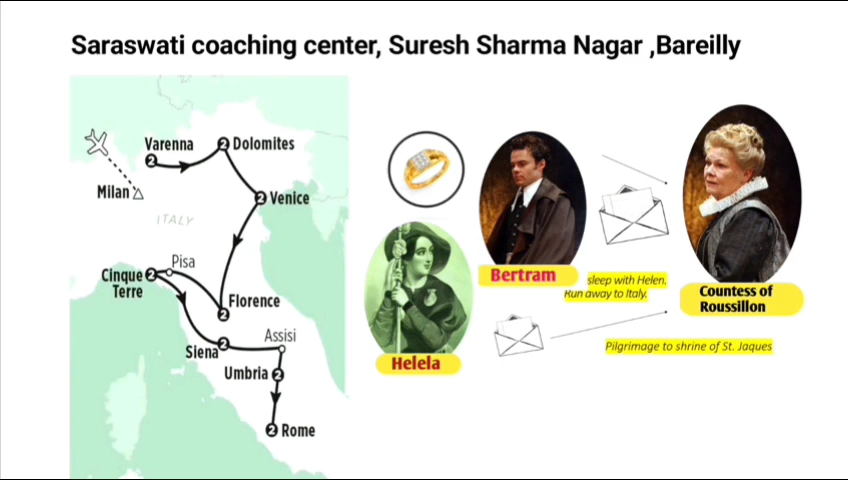 Saraswati coaching center, Suresh Sharma Nagar ,Bareilly
Varenna
2
2 Dolomites
Milan
2 Venice
ITALY
Pisa
Cinque
Terre
2
Florence
2
Siena
2
Assisi
Umbria 2
2 Rome
Bertram
sleep with Helen.
Run away to Italy.
Countess of
Roussillon
Helela
Pilgrimage to shrine of St. Jaques